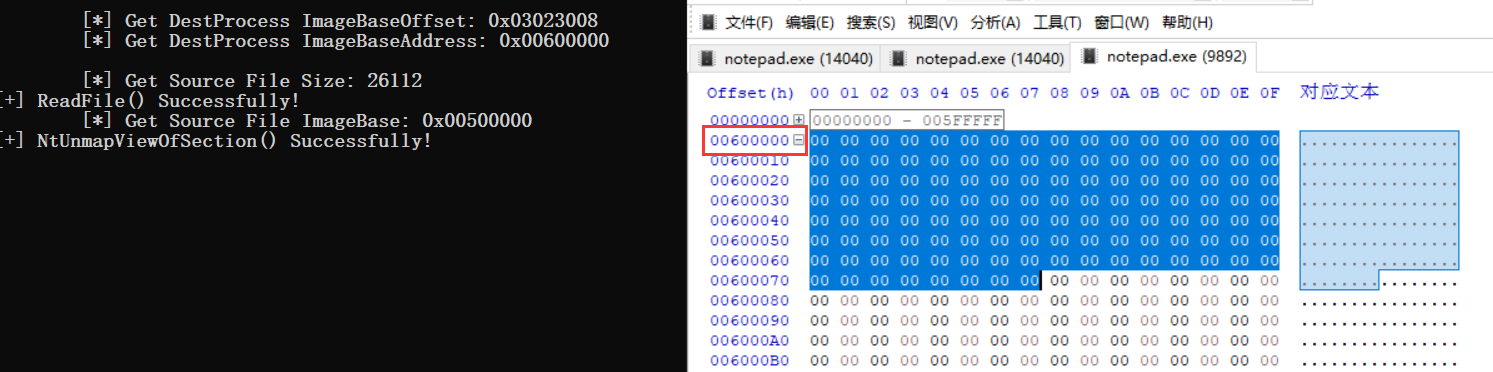 [*] Get DestProcess ImageBaseOffset: 0x03023008
[*] Get DestProcess ImageBaseAddress: 0x00600000
[*] Get Source File Size: 26112
[+] ReadFile() Successfully!
[*] Get Source File ImageBase: 0x00500000
[+] NtUnmapViewOfSection() Successfully!
文件(F) 编辑(E) 搜索(S) 视图(V) 分析(A) 工具(T) 窗口(W) 帮助(H)
notepad.exe (14040) notepad.exe (14040) notepad.exe (9892)
Offset(h) 00 01 02 03 04 05 06 07 08 09 0A 0B 0C 0D 0E 0F 对应文本
00000000 00000000 - 005FFFFF
00600000 00 00 00 00 00 00 00 00 00 00 00 00 00 00 00 00 ................
00600010 00 00 00 00 00 00 00 00 00 00 00 00 00 00 00 00 ................
00600020 00 00 00 00 00 00 00 00 00 00 00 00 00 00 00 00 ................
00600030 00 00 00 00 00 00 00 00 00 00 00 00 00 00 00 00 ................
00600040 00 00 00 00 00 00 00 00 00 00 00 00 00 00 00 00 ................
00600050 00 00 00 00 00 00 00 00 00 00 00 00 00 00 00 00 ................
00600060 00 00 00 00 00 00 00 00 00 00 00 00 00 00 00 00 ................
00600070 00 00 00 00 00 00 00 00 00 00 00 00 00 00 00 00 ................
00600080 00 00 00 00 00 00 00 00 00 00 00 00 00 00 00 00 ................
00600090 00 00 00 00 00 00 00 00 00 00 00 00 00 00 00 00 ................
006000A0 00 00 00 00 00 00 00 00 00 00 00 00 00 00 00 00 ................
006000B0 00 00 00 00 00 00 00 00 00 00 00 00 00 00 00 00 ................